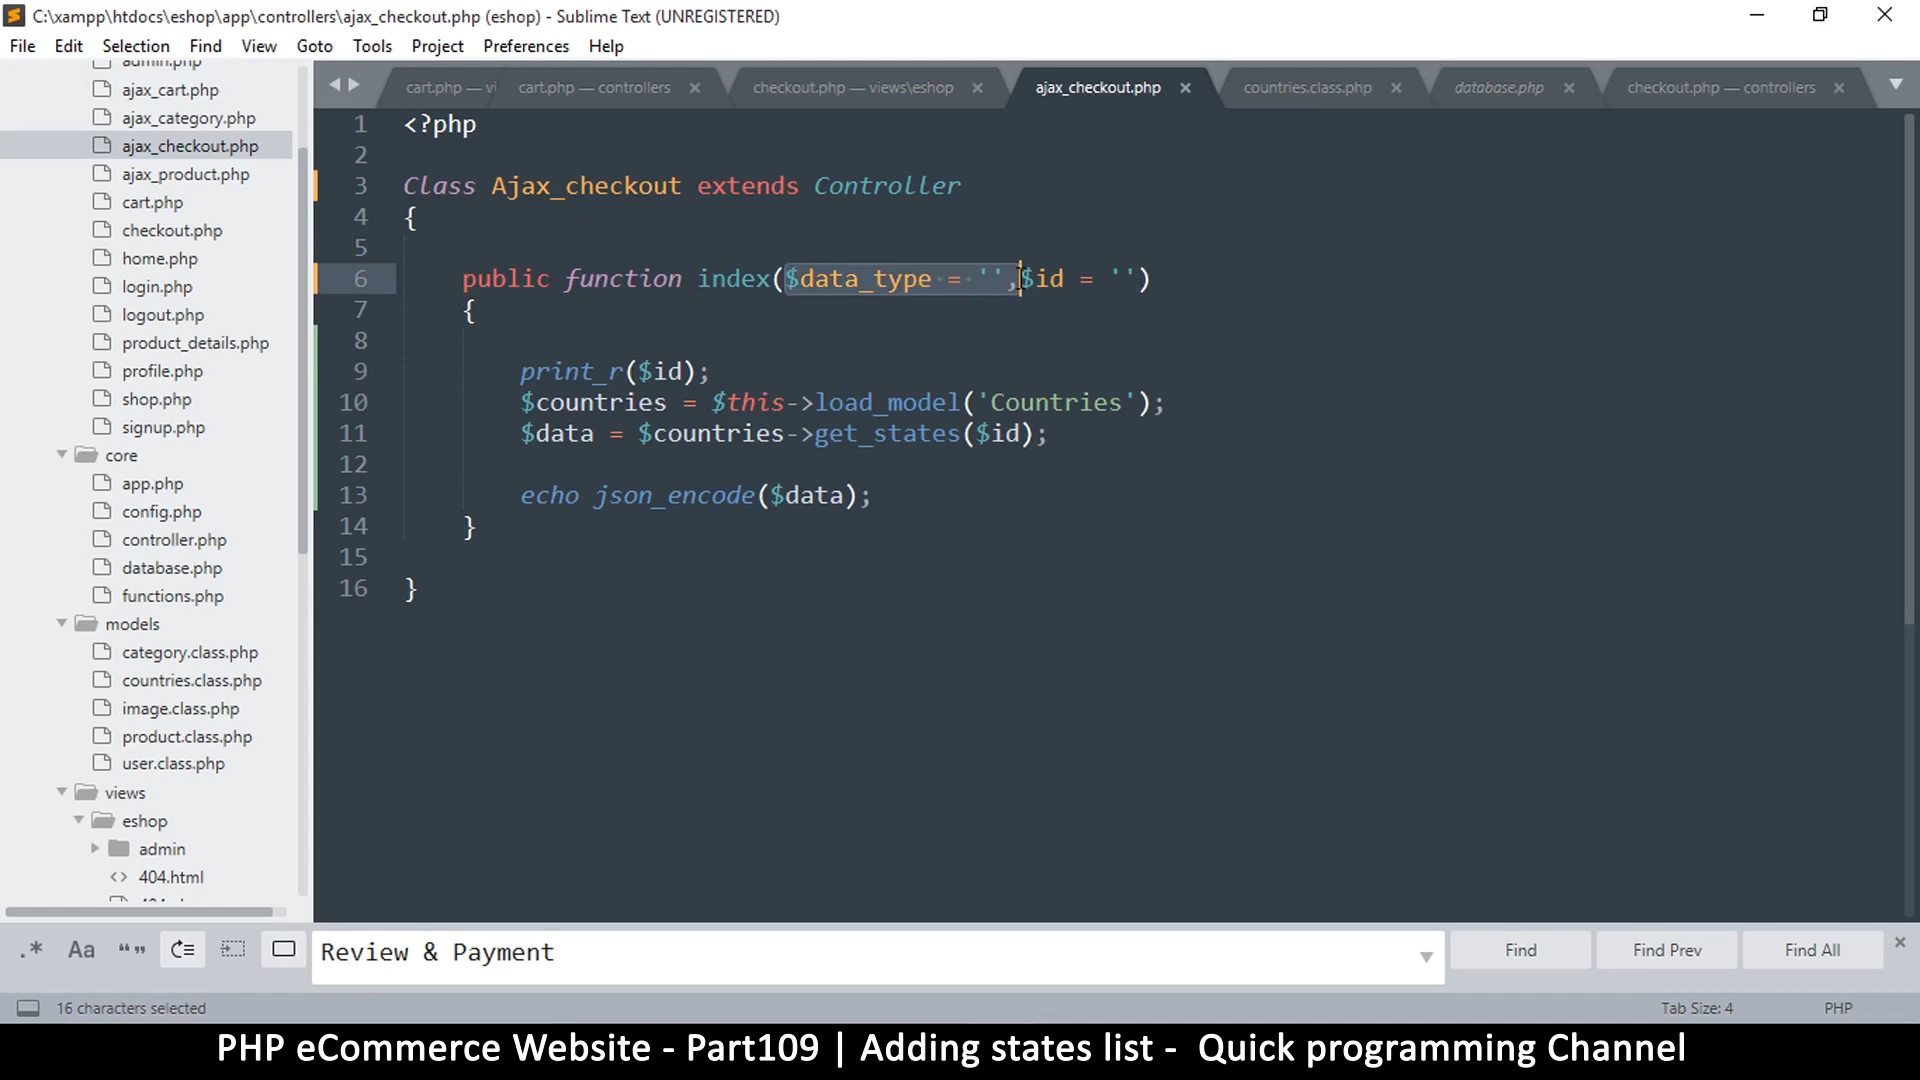 C:\xampp\htdocs\eshop\app\controllers\ajax_checkout.php (eshop) - Sublime Text (UNREGISTERED)
File Edit Selection Find View Goto Tools Project Preferences Help
admin.php
ajax_cart.php
ajax_category.php
ajax_checkout.php
ajax_product.php
cart.php
checkout.php
home.php
login.php
logout.php
product_details.php
profile.php
shop.php
signup.php
core
app.php
config.php
controller.php
database.php
functions.php
models
category.class.php
countries.class.php
image.class.php
product.class.php
user.class.php
views
eshop
admin
404.html
cart.php — vi cart.php — controllers checkout.php — views\eshop ajax_checkout.php countries.class.php database.php checkout.php — controllers
1 <?php
2
3 Class Ajax_checkout extends Controller
4 {
5
6 public function index($data_type = '',$id = '')
7 {
8
9 print_r($id);
10 $countries = $this->load_model('Countries');
11 $data = $countries->get_states($id);
12
13 echo json_encode($data);
14 }
15
16 }
.* Aa “” Review & Payment Find Find Prev Find All
16 characters selected Tab Size: 4 PHP
PHP eCommerce Website - Part109 | Adding states list - Quick programming Channel